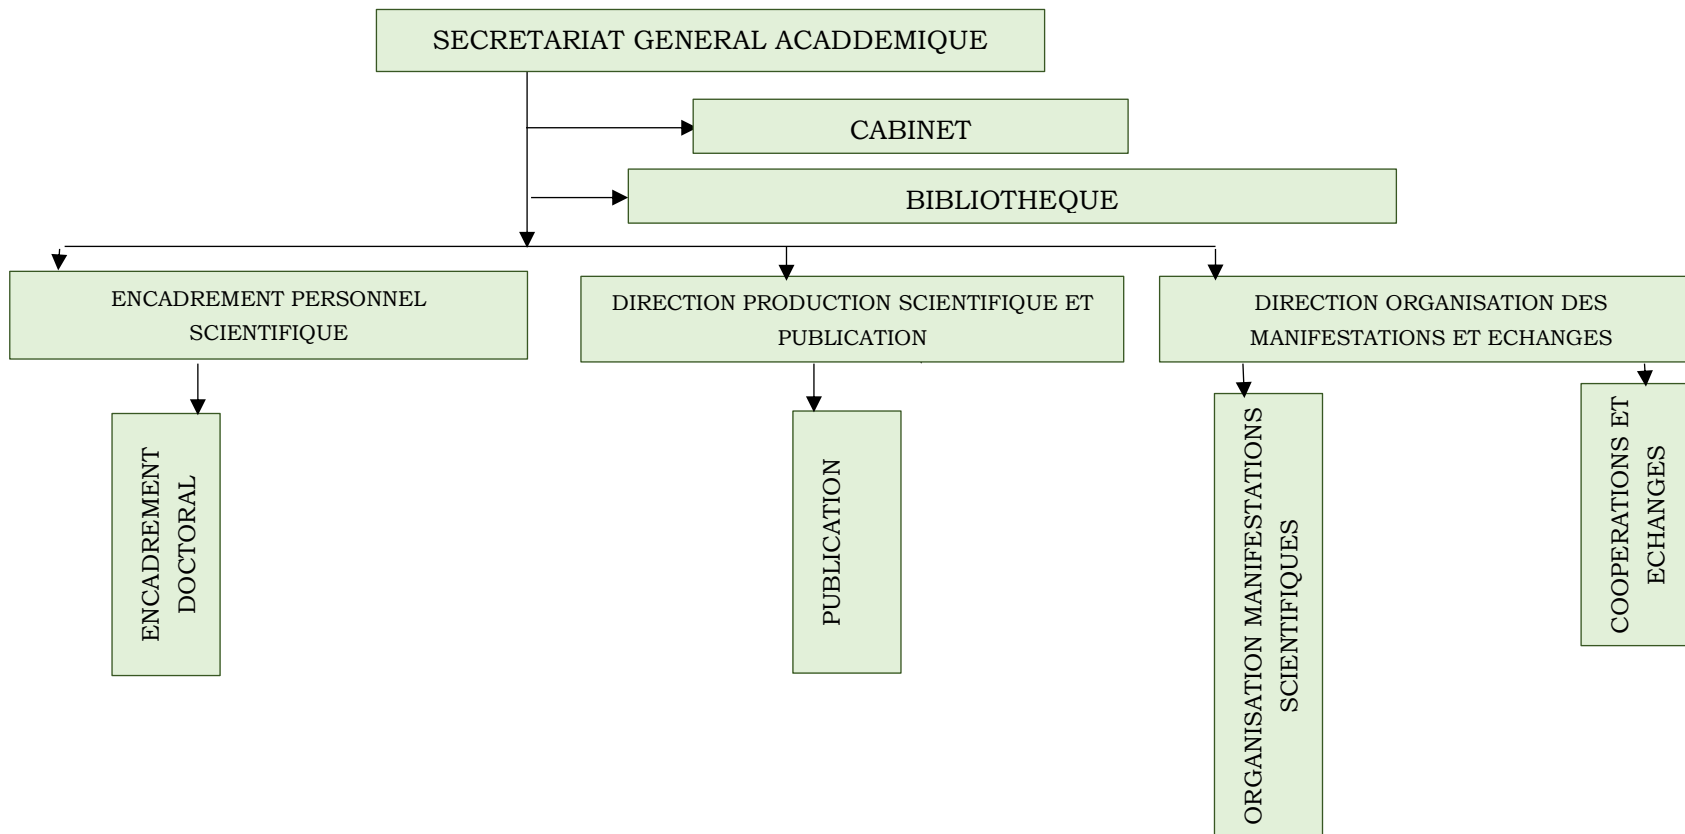 SECRETARIAT GENERAL ACADDEMIQUE
CABINET
BIBLIOTHEQUE
ENCADREMENT PERSONNEL
SCIENTIFIQUE
DIRECTION PRODUCTION SCIENTIFIQUE ET
PUBLICATION
DIRECTION ORGANISATION DES
MANIFESTATIONS ET ECHANGES
ENCADREMENT
DOCTORAL
PUBLICATION
ORGANISATION MANIFESTATIONS
SCIENTIFIQUES
COOPERATIONS ET
ECHANGES